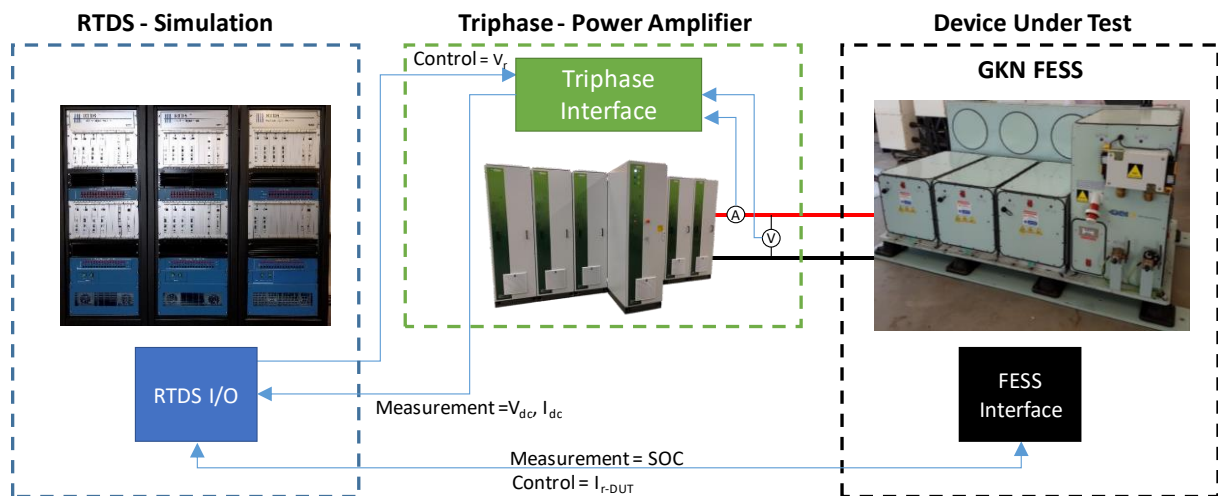 RTDS - Simulation
Triphase - Power Amplifier
Device Under Test
GKN FESS
Control = Vr
Triphase
Interface
A
V
RTDS I/O
FESS
Interface
Measurement =Vdc, Idc
Measurement = SOC
Control = Ir-DUT